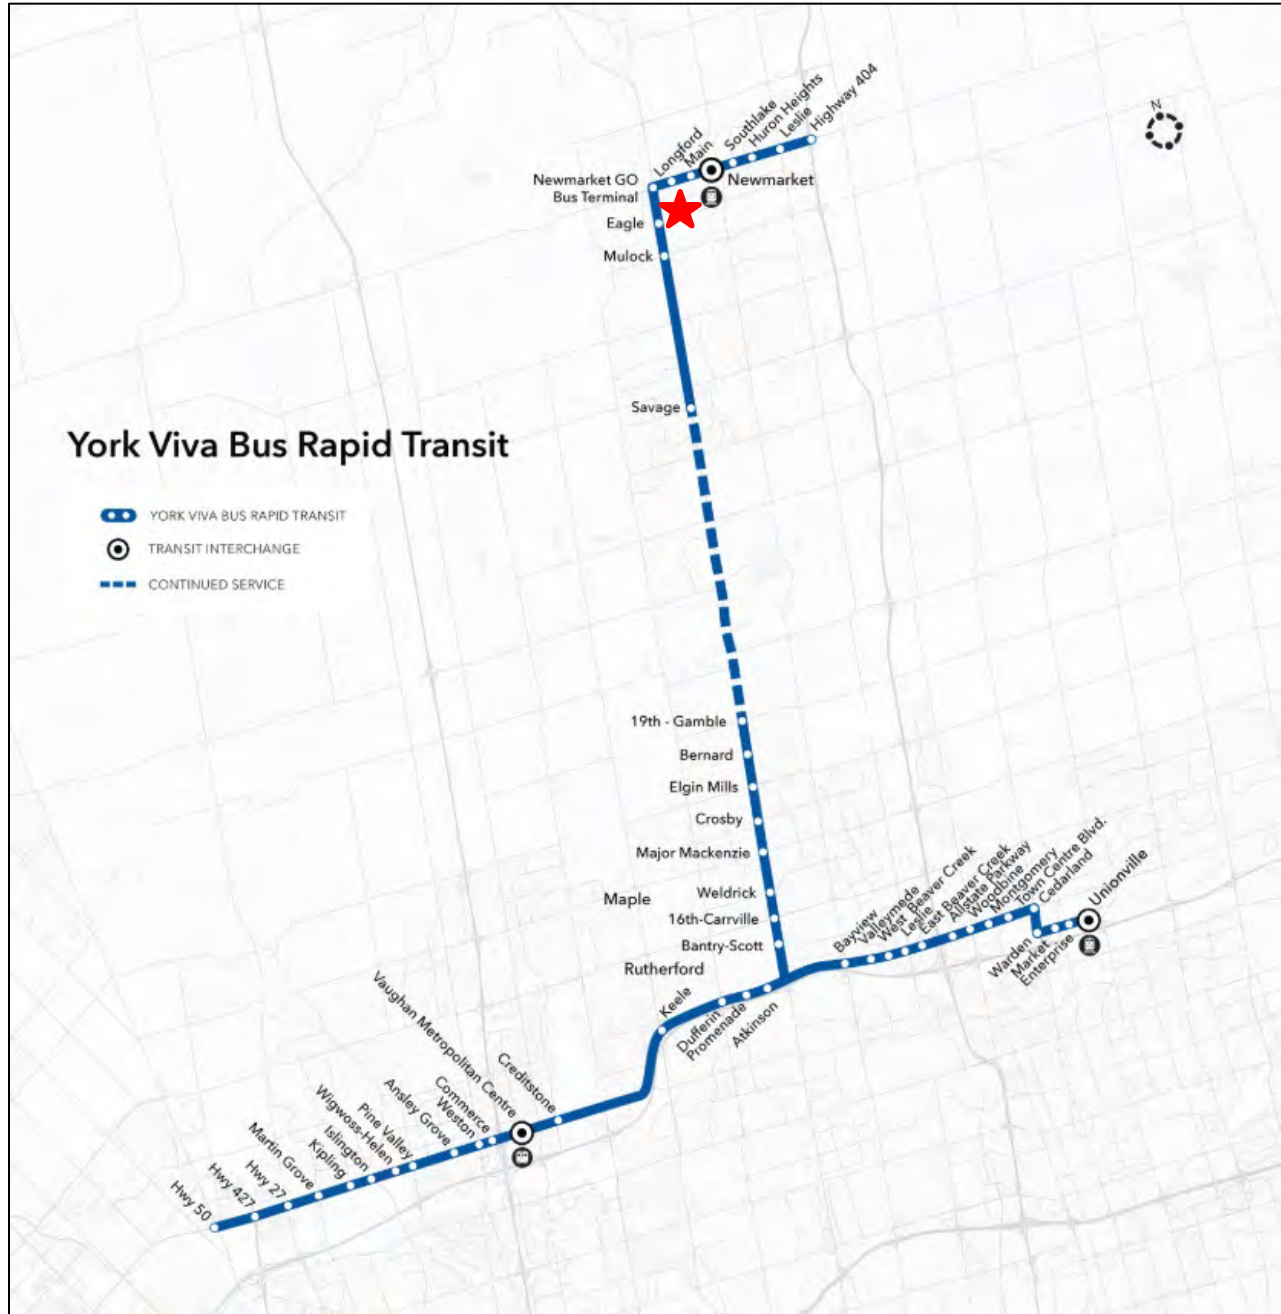 N
Longford
Main
Southlake
Huron Heights
Leslie
Highway 404
Newmarket GO
Bus Terminal
Newmarket
Eagle
Mulock
Savage
York Viva Bus Rapid Transit
YORK VIVA BUS RAPID TRANSIT
TRANSIT INTERCHANGE
CONTINUED SERVICE
19th - Gamble
Bernard
Elgin Mills
Crosby
Major Mackenzie
Weldrick
Maple
16th-Carrville
Bantry-Scott
Rutherford
Bayview
Valleymede
West Beaver Creek
Leslie
East Beaver Creek
Allstate Parkway
Woodbine
Montgomery
Town Centre Blvd.
Cedarland
Unionville
Warden
Market
Enterprise
Keele
Dufferin
Promenade
Atkinson
Vaughan Metropolitan Centre
Creditstone
Commerce
Weston
Ansley Grove
Pine Valley
Wigwoss-Helen
Islington
Kipling
Martin Grove
Hwy 27
Hwy 427
Hwy 50